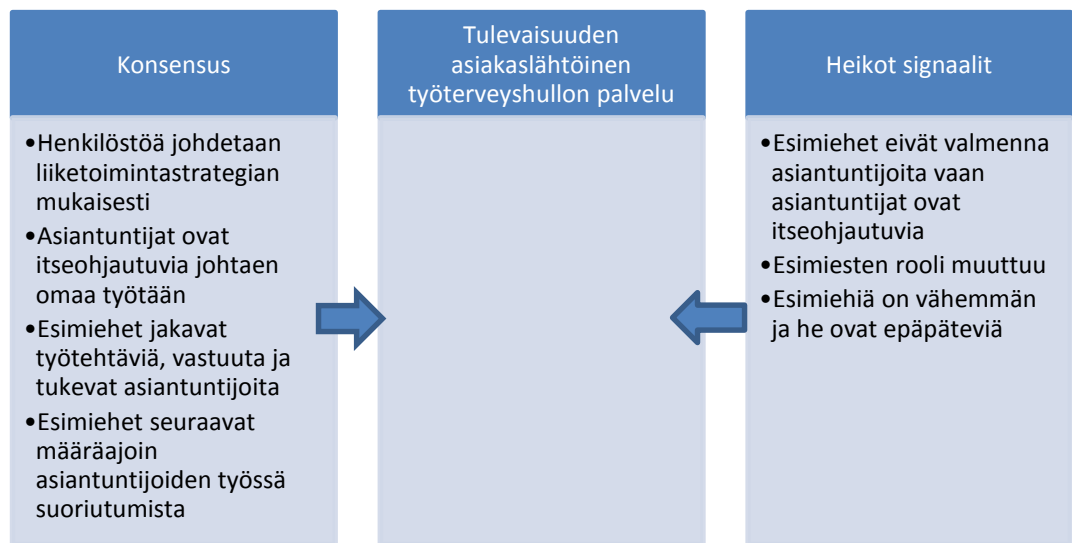 Konsensus
•Henkilöstöä johdetaan
liiketoimintastrategian
mukaisesti
•Asiantuntijat ovat
itseohjautuvia johtaen
omaa työtään
•Esimiehet jakavat
työtehtäviä, vastuuta ja
tukevat asiantuntijoita
•Esimiehet seuraavat
määräajoin
asiantuntijoiden työssä
suoriutumista
Tulevaisuuden
asiakaslähtöinen
työterveyshullon palvelu
Heikot signaalit
•Esimiehet eivät valmenna
asiantuntijoita vaan
asiantuntijat ovat
itseohjautuvia
•Esimiesten rooli muuttuu
•Esimiehiä on vähemmän
ja he ovat epäpäteviä